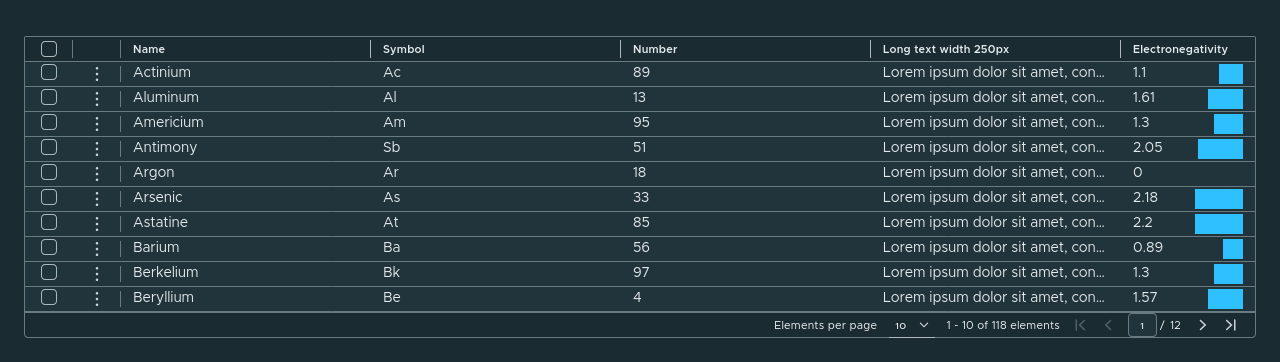 Name Symbol Number Long text width 250px Electronegativity
Actinium Ac 89 Lorem ipsum dolor sit amet, con... 1.1
Aluminum Al 13 Lorem ipsum dolor sit amet, con... 1.61
Americium Am 95 Lorem ipsum dolor sit amet, con... 1.3
Antimony Sb 51 Lorem ipsum dolor sit amet, con... 2.05
Argon Ar 18 Lorem ipsum dolor sit amet, con... 0
Arsenic As 33 Lorem ipsum dolor sit amet, con... 2.18
Astatine At 85 Lorem ipsum dolor sit amet, con... 2.2
Barium Ba 56 Lorem ipsum dolor sit amet, con... 0.89
Berkelium Bk 97 Lorem ipsum dolor sit amet, con... 1.3
Beryllium Be 4 Lorem ipsum dolor sit amet, con... 1.57
Elements per page 10 1 - 10 of 118 elements 1 / 12